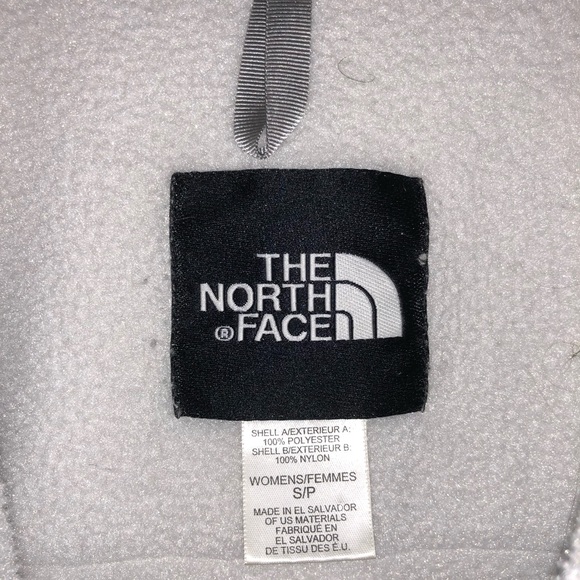 THE
NORTH
®FACE
SHELL A/EXTERIEUR A:
100% POLYESTER
SHELL B/EXTERIEUR B:
100% NYLON
WOMENS/FEMMES
S/P
MADE IN EL SALVADOR
OF US MATERIALS
FABRIQUÉ EN
EL SALVADOR
DE TISSU DES É.U.